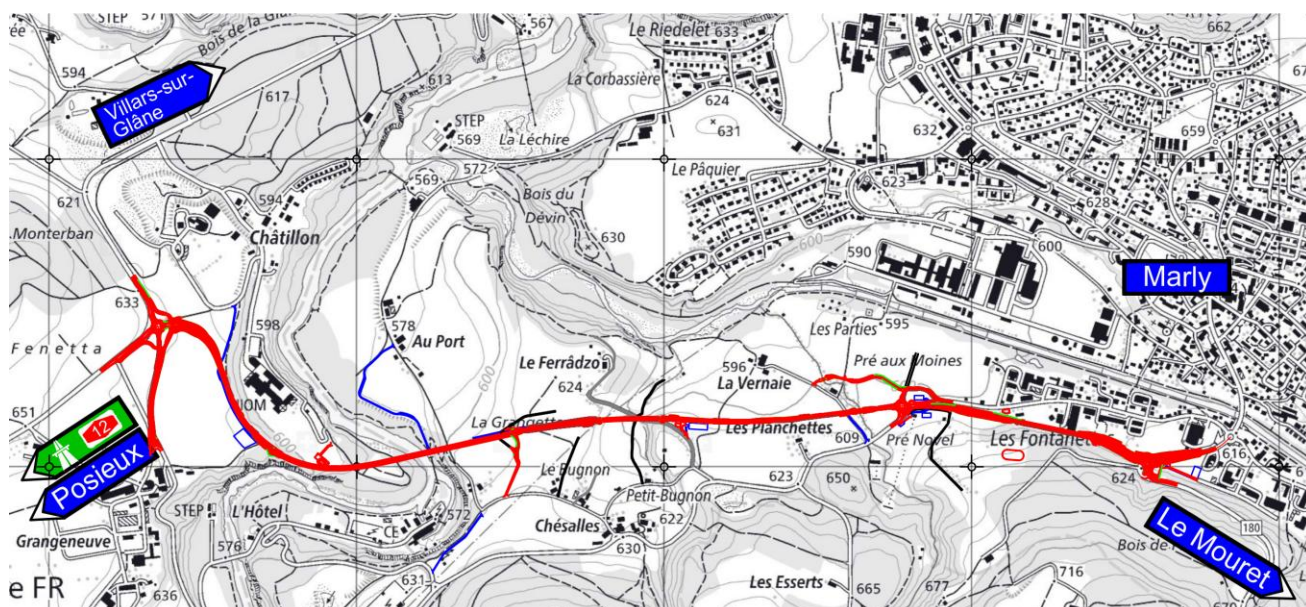 STEP
571
567
Le Riedelet
633
662
Bois de la Glâne
594
Villars-sur-
Glâne
613
617
La Corbassière
STEP
569
La Léchire
624
631
632
659
Le Pâquier
572
569
594
621
Monterban
Châtillon
Bois du
Dévin
630
623
628
600
600
590
Marly
633
598
578
Au Port
Les Parties
595
Fenetta
Le Ferrâdzo
624
600
596
La Vernaie
Pré aux Moines
651
UOM
12
Posieux
600
La Grangette
Les Planchettes
609
Pré Novel
Les Fontanettes
616
624
Le Bugnon
STEP
L'Hôtel
572
Petit-Bugnon
623
650
Grangeneuve
576
Chésalles
622
630
180
Le Mouret
631
Les Esserts
665
677
716
636
e FR